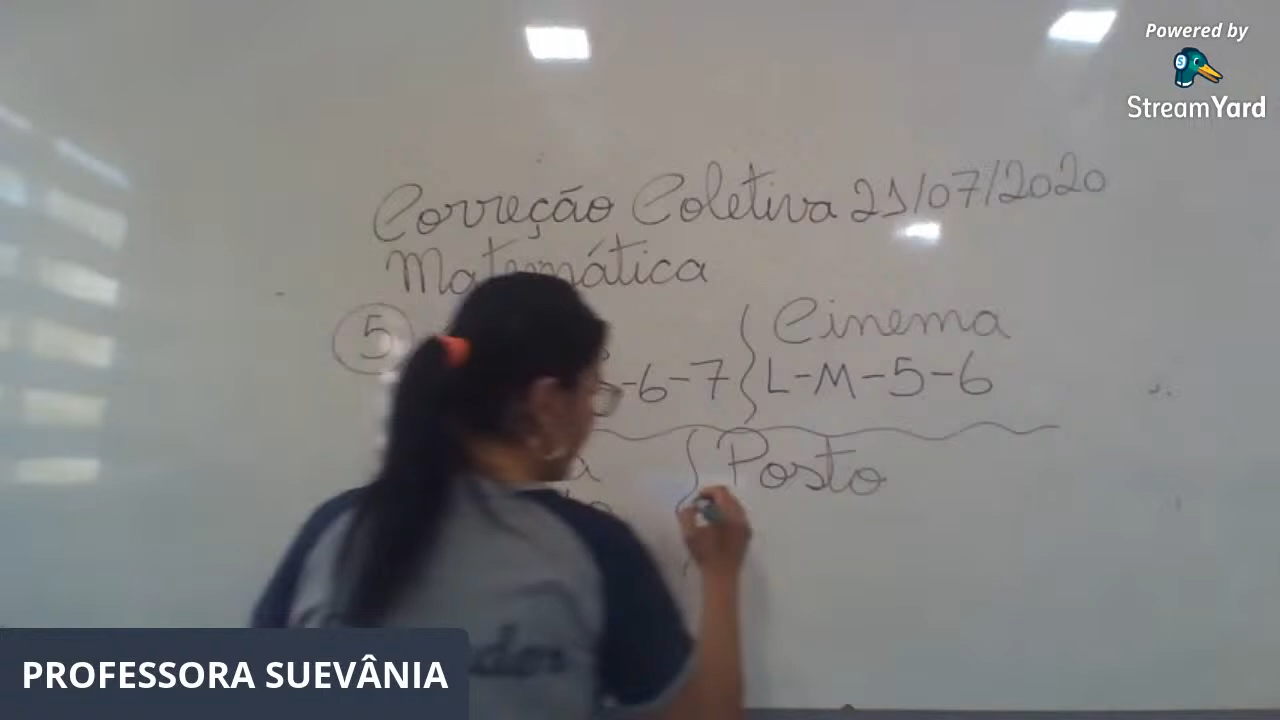 Powered by
StreamYard
Correção Coletiva 21/07/2020
Matemática
5
Cinema
-6-7
L-M-5-6
Posto
PROFESSORA SUEVÂNIA